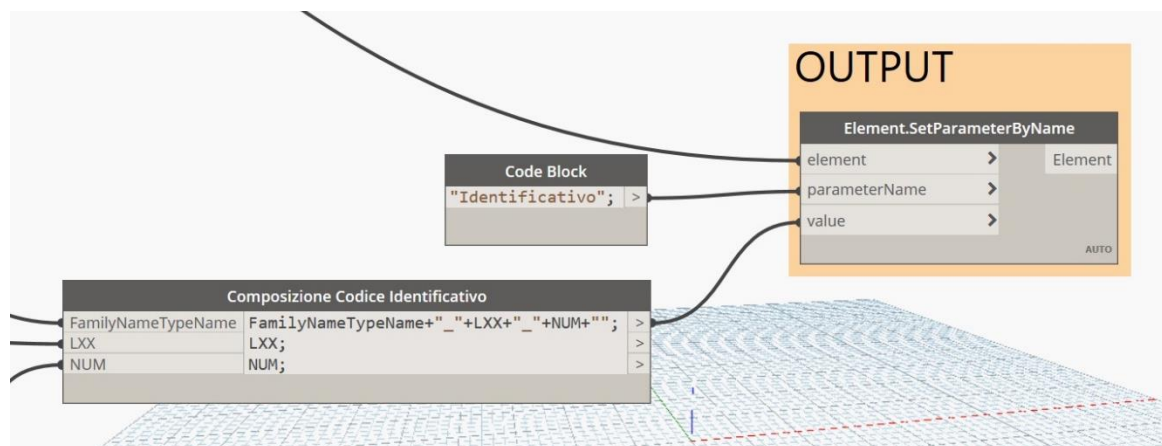 OUTPUT
Element.SetParameterByName
element > Element
parameterName >
value >
AUTO
Code Block
"Identificativo"; >
Composizione Codice Identificativo
FamilyNameTypeName FamilyNameTypeName+"_"+LXX+"_"+NUM+""; >
LXX LXX; >
NUM NUM; >